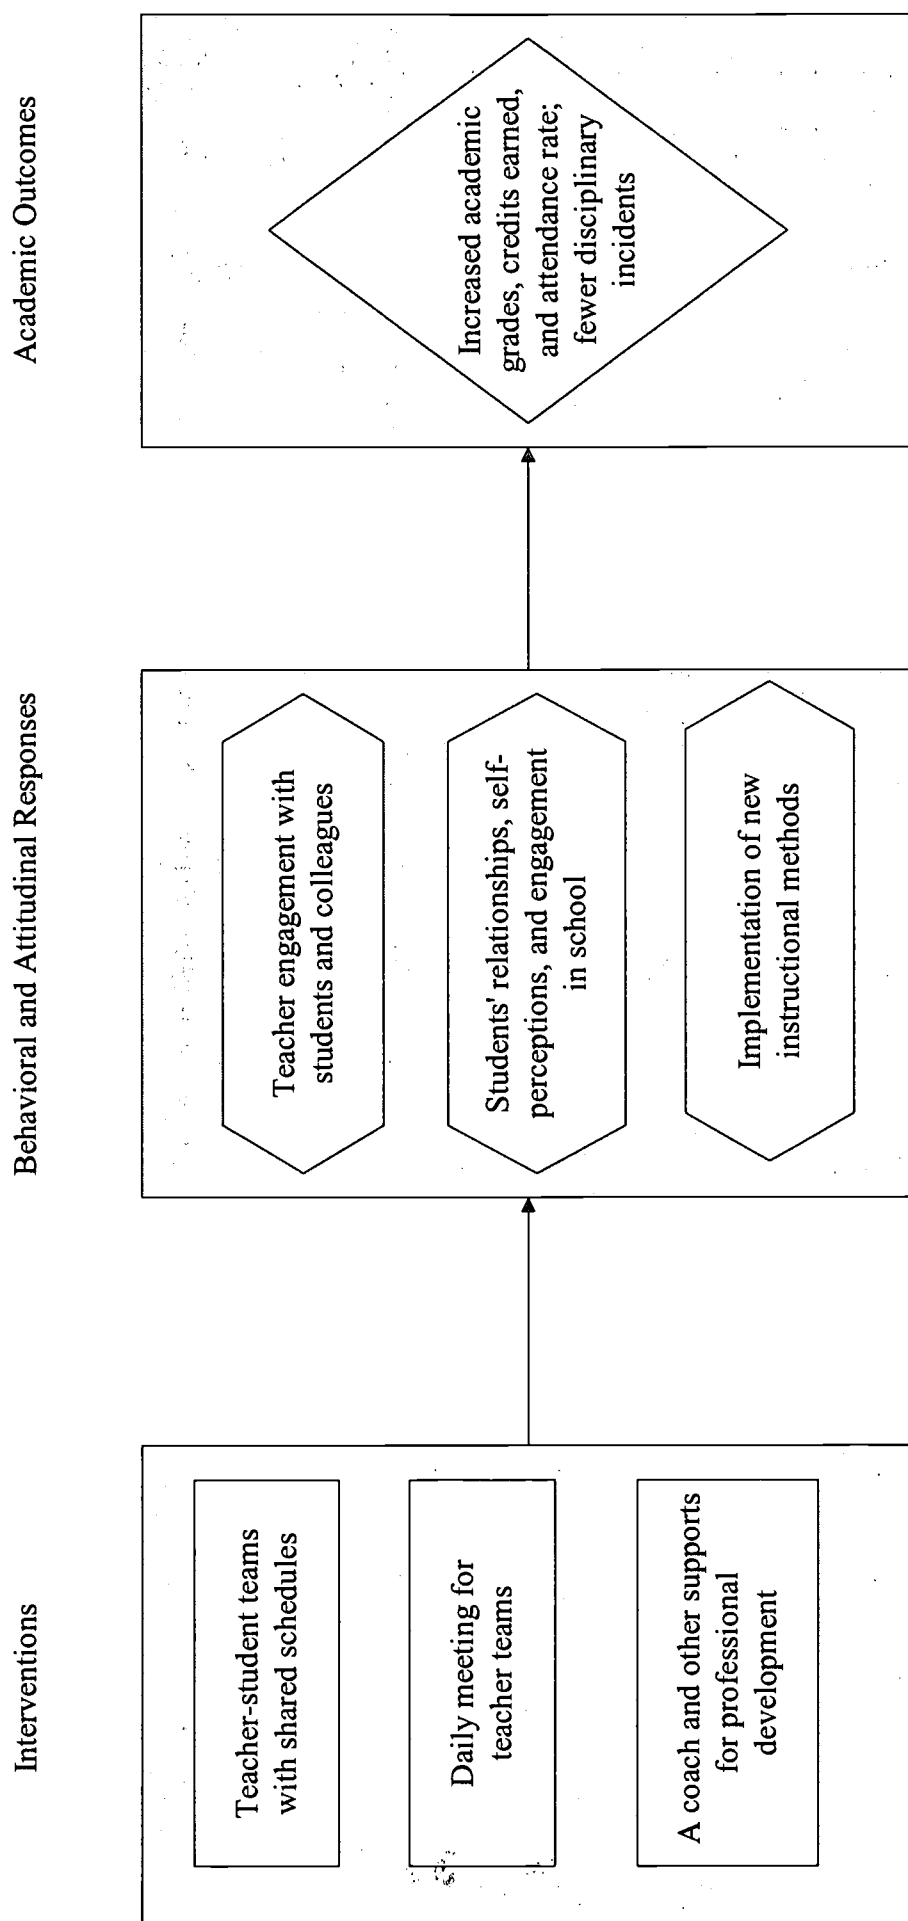 Interventions
Teacher-student teams
with shared schedules
Daily meeting for
teacher teams
A coach and other supports
for professional
development
Behavioral and Attitudinal Responses
Teacher engagement with
students and colleagues
Students' relationships, self-
perceptions, and engagement
in school
Implementation of new
instructional methods
Academic Outcomes
Increased academic
grades, credits earned,
and attendance rate;
fewer disciplinary
incidents